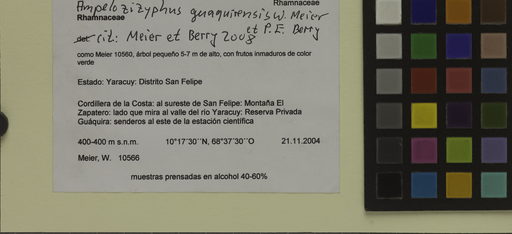 Rhamnaceae
Ampelozizyphus guaquirensis W. Meier
Rhamnaceae
et P.E. Berry
det cit: Meier et Berry 2008
como Meier 10560, árbol pequeño 5-7 m de alto, con frutos inmaduros de color
verde
Estado: Yaracuy: Distrito San Felipe
Cordillera de la Costa: al sureste de San Felipe: Montaña El
Zapatero: lado que mira al valle del río Yaracuy: Reserva Privada
Guáquira: senderos al este de la estación científica
400-400 m s.n.m. 10°17´30´´N, 68°37´30´´O 21.11.2004
Meier, W. 10566
muestras prensadas en alcohol 40-60%